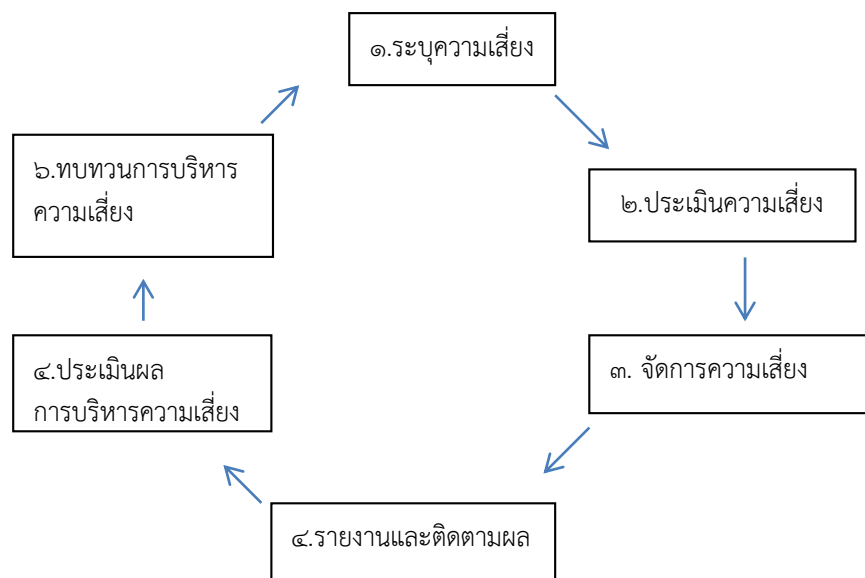 ๑.ระบุความเสี่ยง
๒.ประเมินความเสี่ยง
๓. จัดการความเสี่ยง
๔.รายงานและติดตามผล
๔.ประเมินผล
การบริหารความเสี่ยง
๖.ทบทวนการบริหาร
ความเสี่ยง